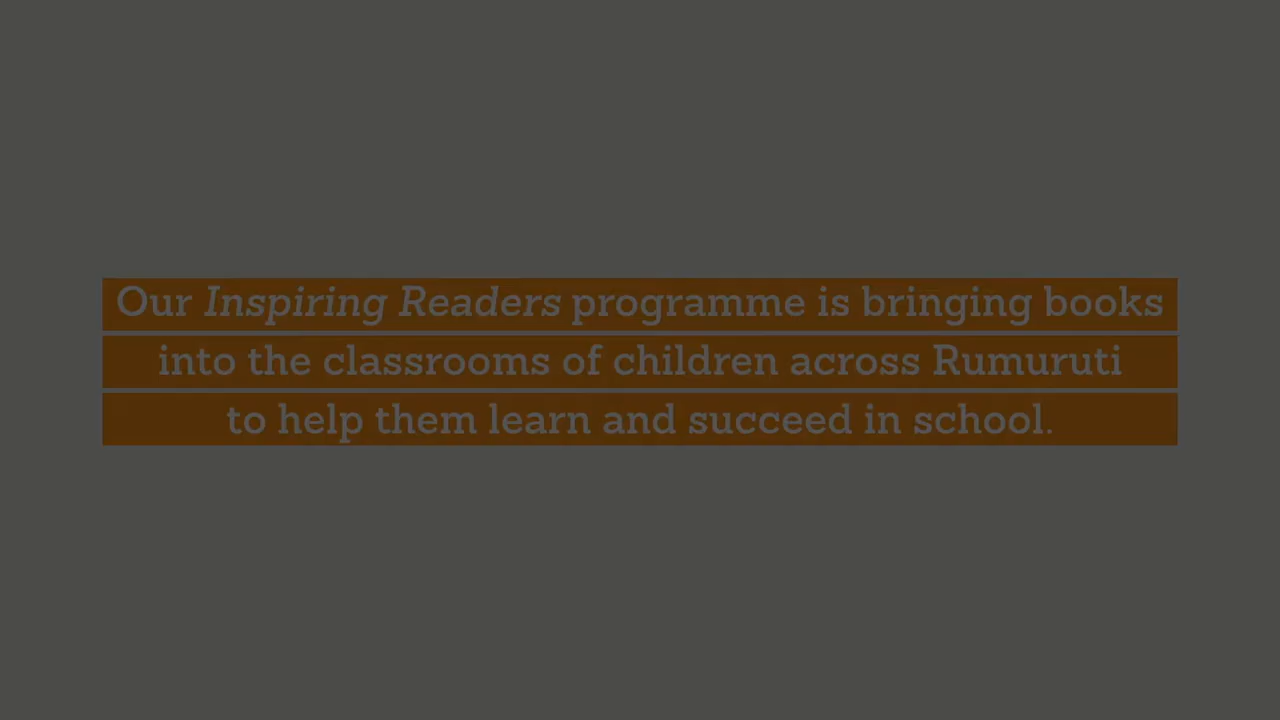 Our Inspiring Readers programme is bringing books
into the classrooms of children across Rumuruti
to help them learn and succeed in school.